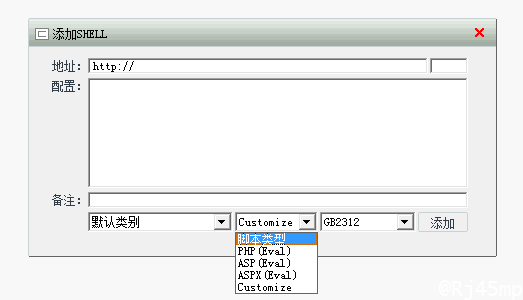 添加SHELL
地址: http://
配置:
备注:
默认类别 Customize GB2312 添加
脚本类型
PHP(Eval)
ASP(Eval)
ASPX(Eval)
Customize
@Rj45mp